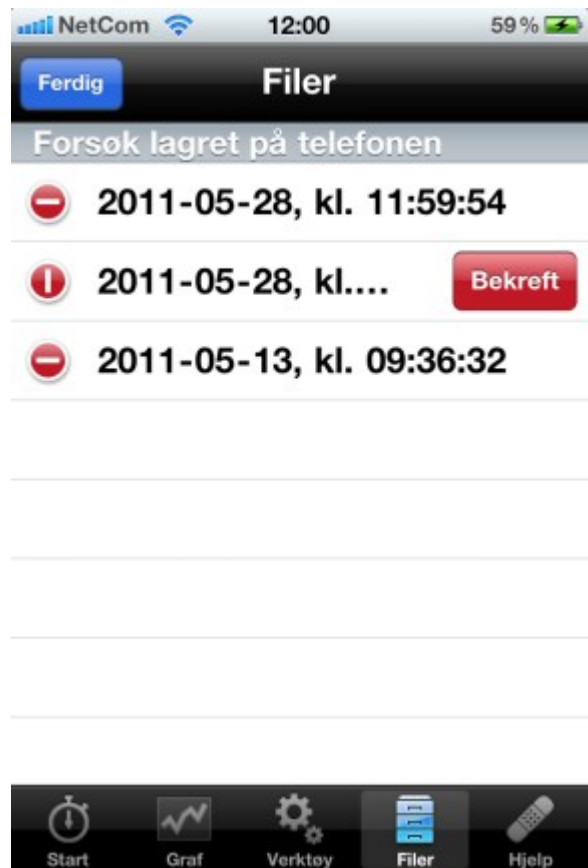 NetCom 12:00 59 %
Ferdig Filer
Forsøk lagret på telefonen
2011-05-28, kl. 11:59:54
2011-05-28, kl.... Bekreft
2011-05-13, kl. 09:36:32
Start Graf Verktøy Filer Hjelp